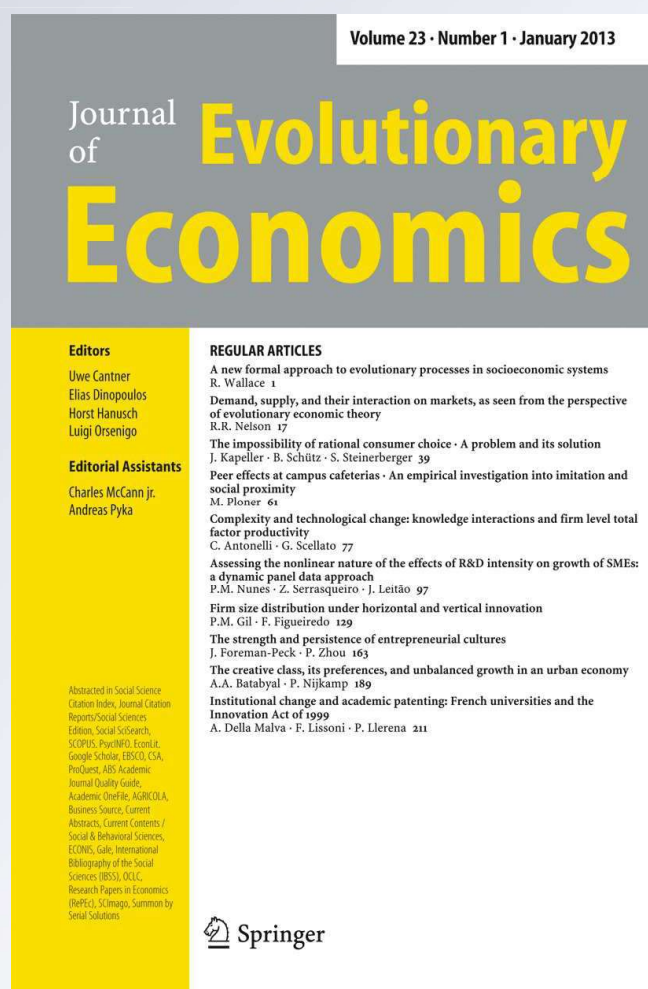 Volume 23 · Number 1 · January 2013
Journal
of
Evolutionary
Economics
Editors
Uwe Cantner
Elias Dinopoulos
Horst Hanusch
Luigi Orsenigo
Editorial Assistants
Charles McCann jr.
Andreas Pyka
Abstracted in Social Science
Citation Index, Journal Citation
Reports/Social Sciences
Edition, Social SciSearch,
SCOPUS, PsycINFO, EconLit,
Google Scholar, EBSCO, CSA,
ProQuest, ABS Academic
Journal Quality Guide,
Academic OneFile, AGRICOLA,
Business Source, Current
Abstracts, Current Contents /
Social & Behavioral Sciences,
ECONIS, Gale, International
Bibliography of the Social
Sciences (IBSS), OCLC,
Research Papers in Economics
(RePEc), SCImago, Summon by
Serial Solutions
REGULAR ARTICLES
A new formal approach to evolutionary processes in socioeconomic systems
R. Wallace 1
Demand, supply, and their interaction on markets, as seen from the perspective
of evolutionary economic theory
R.R. Nelson 17
The impossibility of rational consumer choice · A problem and its solution
J. Kapeller · B. Schütz · S. Steinerberger 39
Peer effects at campus cafeterias · An empirical investigation into imitation and
social proximity
M. Ploner 61
Complexity and technological change: knowledge interactions and firm level total
factor productivity
C. Antonelli · G. Scellato 77
Assessing the nonlinear nature of the effects of R&D intensity on growth of SMEs:
a dynamic panel data approach
P.M. Nunes · Z. Serrasqueiro · J. Leitão 97
Firm size distribution under horizontal and vertical innovation
P.M. Gil · F. Figueiredo 129
The strength and persistence of entrepreneurial cultures
J. Foreman-Peck · P. Zhou 163
The creative class, its preferences, and unbalanced growth in an urban economy
A.A. Batabyal · P. Nijkamp 189
Institutional change and academic patenting: French universities and the
Innovation Act of 1999
A. Della Malva · F. Lissoni · P. Llerena 211
Springer